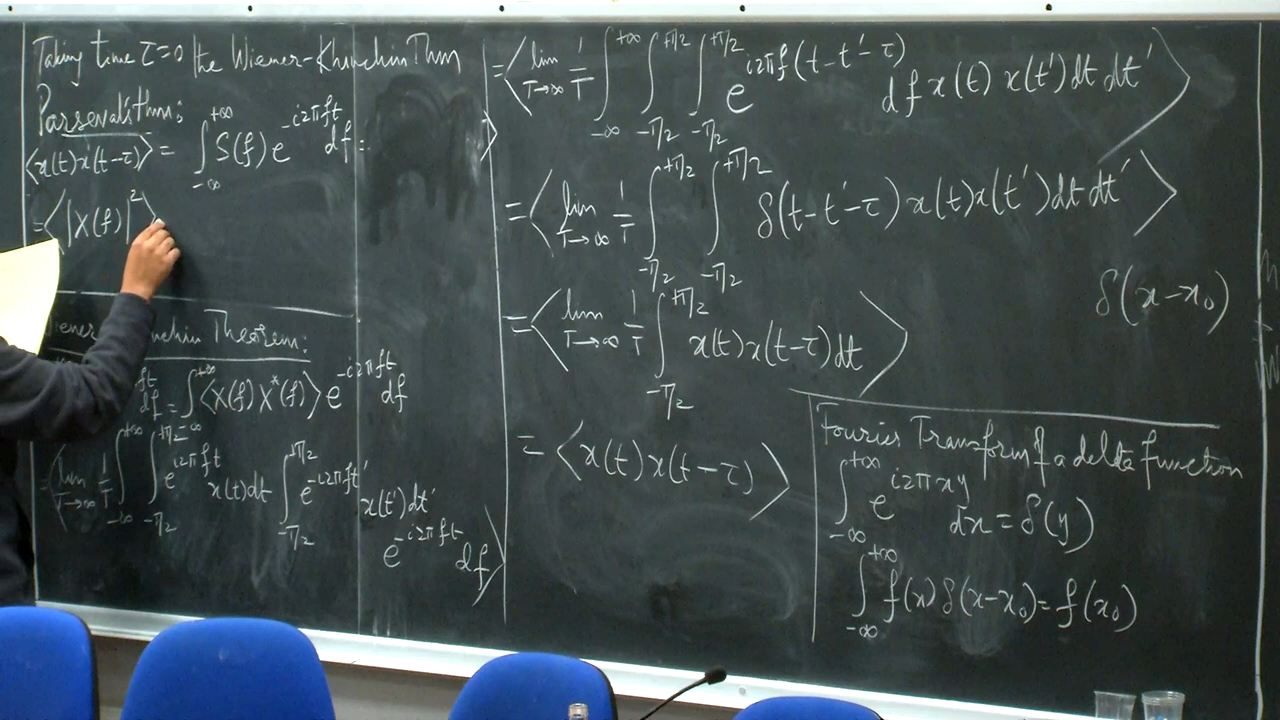 Taking time τ=0 the Wiener-Khinchin Thm
Parseval's thm:
⟨x(t)x(t-τ)⟩ = ∫_{-∞}^{+∞} S(f) e^{-i2πft} df =
=⟨|X(f)|²⟩
Theorem:
df = ∫_{-∞}^{+∞} ⟨X(f) X*(f)⟩ e^{-i2πft} df
=⟨lim_{T→∞} 1/T ∫_{-∞}^{+∞} ∫_{-T/2}^{+T/2} e^{i2πft} x(t)dt ∫_{-T/2}^{T/2} e^{-i2πft'} x(t')dt'
e^{-i2πft} df⟩
=⟨lim_{T→∞} 1/T ∫_{-∞}^{+∞} ∫_{-T/2}^{+T/2} ∫_{-T/2}^{+T/2} e^{i2πf(t-t'-τ)} df x(t) x(t')dt dt'⟩
=⟨lim_{T→∞} 1/T ∫_{-T/2}^{+T/2} ∫_{-T/2}^{+T/2} δ(t-t'-τ) x(t)x(t')dt dt'⟩
δ(x-x₀)
=⟨lim_{T→∞} 1/T ∫_{-T/2}^{+T/2} x(t)x(t-τ)dt⟩
=⟨x(t)x(t-τ)⟩
Fourier Transform of a delta function
∫_{-∞}^{+∞} e^{i2πxy} dx = δ(y)
∫_{-∞}^{+∞} f(x)δ(x-x₀)=f(x₀)